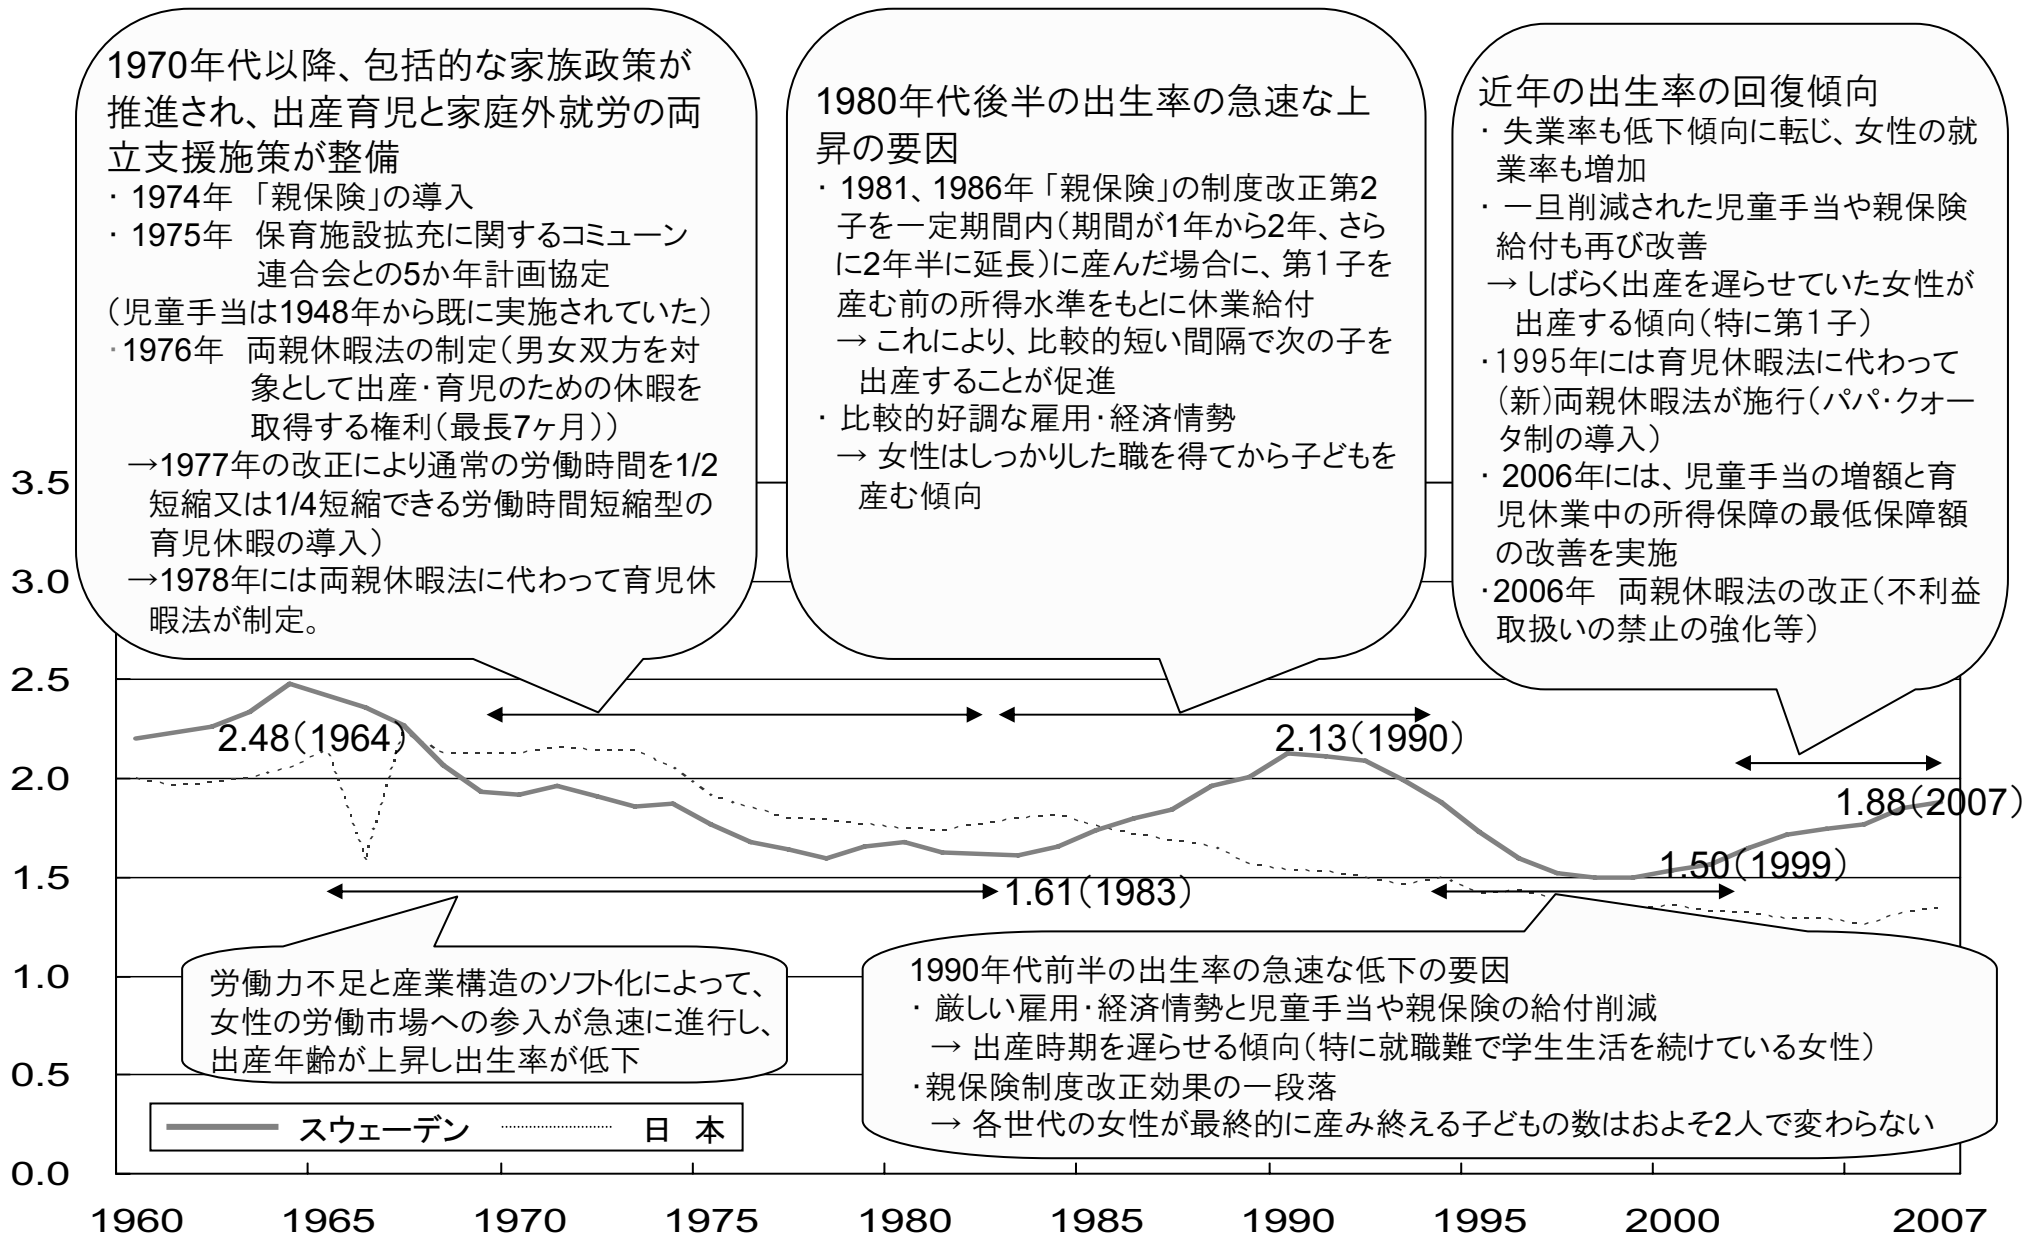 1970年代以降、包括的な家族政策が
推進され、出産育児と家庭外就労の両
立支援施策が整備
・ 1974年 「親保険」の導入
・ 1975年 保育施設拡充に関するコミューン
連合会との5か年計画協定
（児童手当は1948年から既に実施されていた）
・1976年 両親休暇法の制定（男女双方を対
象として出産・育児のための休暇を
取得する権利（最長7ヶ月））
→1977年の改正により通常の労働時間を1/2
短縮又は1/4短縮できる労働時間短縮型の
育児休暇の導入）
→1978年には両親休暇法に代わって育児休
暇法が制定。
1980年代後半の出生率の急速な上
昇の要因
・ 1981、1986年「親保険」の制度改正第2
子を一定期間内（期間が1年から2年、さら
に2年半に延長）に産んだ場合に、第1子を
産む前の所得水準をもとに休業給付
→ これにより、比較的短い間隔で次の子を
出産することが促進
・ 比較的好調な雇用・経済情勢
→ 女性はしっかりした職を得てから子どもを
産む傾向
近年の出生率の回復傾向
・ 失業率も低下傾向に転じ、女性の就
業率も増加
・ 一旦削減された児童手当や親保険
給付も再び改善
→ しばらく出産を遅らせていた女性が
出産する傾向（特に第1子）
・1995年には育児休暇法に代わって
（新）両親休暇法が施行（パパ・クォー
タ制の導入）
・ 2006年には、児童手当の増額と育
児休業中の所得保障の最低保障額
の改善を実施
・2006年 両親休暇法の改正（不利益
取扱いの禁止の強化等）
3.5
3.0
2.5
2.0
1.5
1.0
0.5
0.0
2.48（1964）
2.13（1990）
1.88（2007）
1.50（1999）
1.61（1983）
労働力不足と産業構造のソフト化によって、
女性の労働市場への参入が急速に進行し、
出産年齢が上昇し出生率が低下
1990年代前半の出生率の急速な低下の要因
・ 厳しい雇用・経済情勢と児童手当や親保険の給付削減
→ 出産時期を遅らせる傾向（特に就職難で学生生活を続けている女性）
・親保険制度改正効果の一段落
→ 各世代の女性が最終的に産み終える子どもの数はおよそ2人で変わらない
スウェーデン 日 本
1960 1965 1970 1975 1980 1985 1990 1995 2000 2007